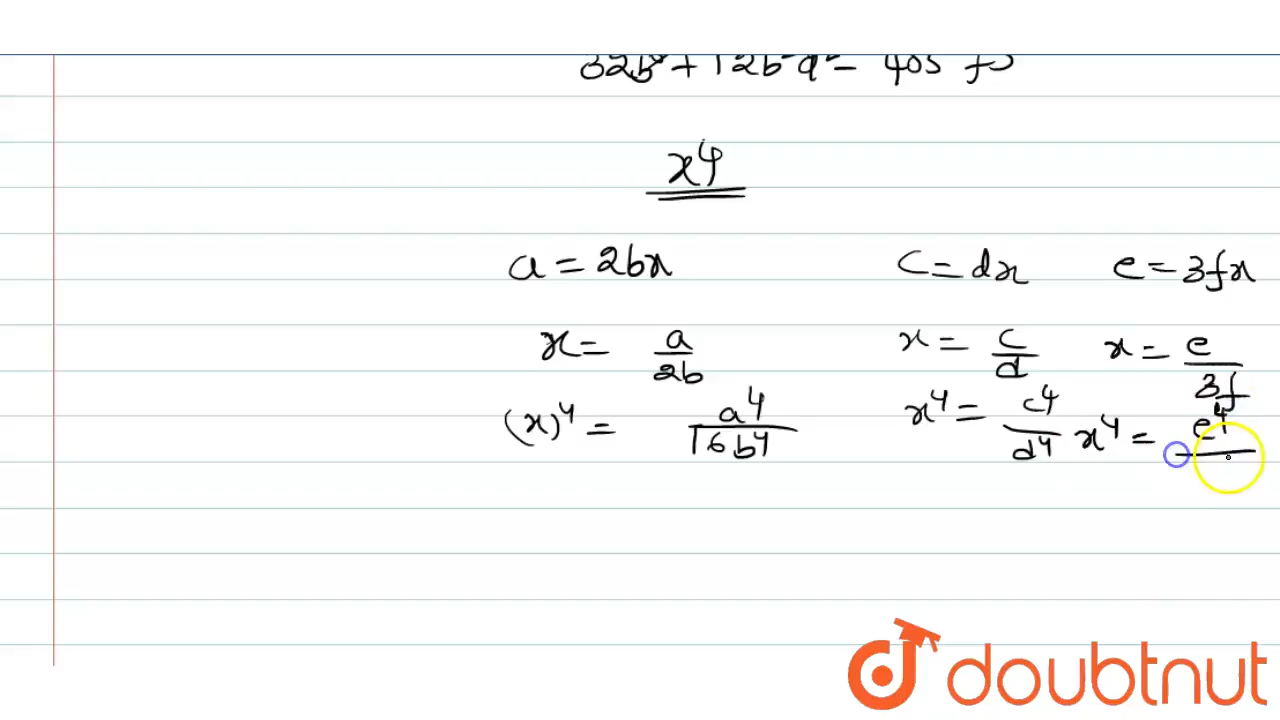 x⁴
a = 2bx c = dx e = 3fx
x = a/2b x = c/d x = e/3f
(x)⁴ = a⁴/16b⁴ x⁴ = c⁴/d⁴ x⁴ = e⁴/
doubtnut